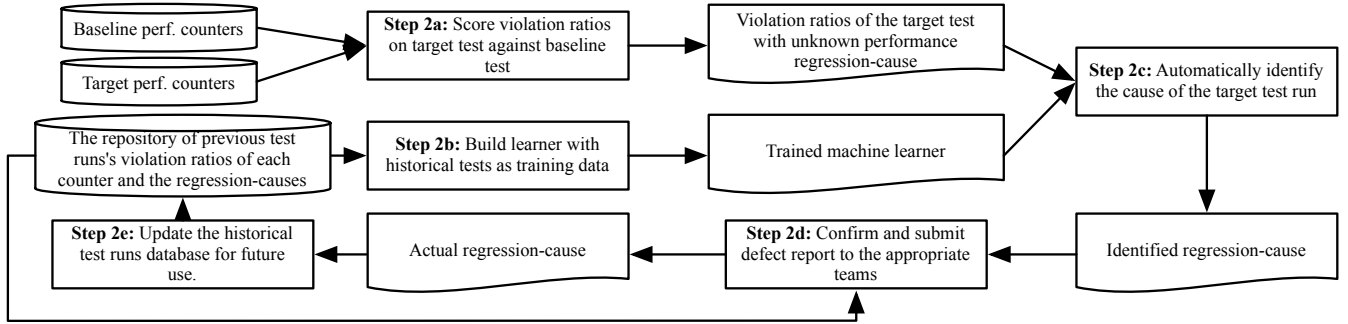 Baseline perf. counters
Target perf. counters
Step 2a: Score violation ratios
on target test against baseline
test
Violation ratios of the target test
with unknown performance
regression-cause
Step 2c: Automatically identify
the cause of the target test run
The repository of previous test
runs's violation ratios of each
counter and the regression-causes
Step 2b: Build learner with
historical tests as training data
Trained machine learner
Step 2e: Update the historical
test runs database for future
use.
Actual regression-cause
Step 2d: Confirm and submit
defect report to the appropriate
teams
Identified regression-cause